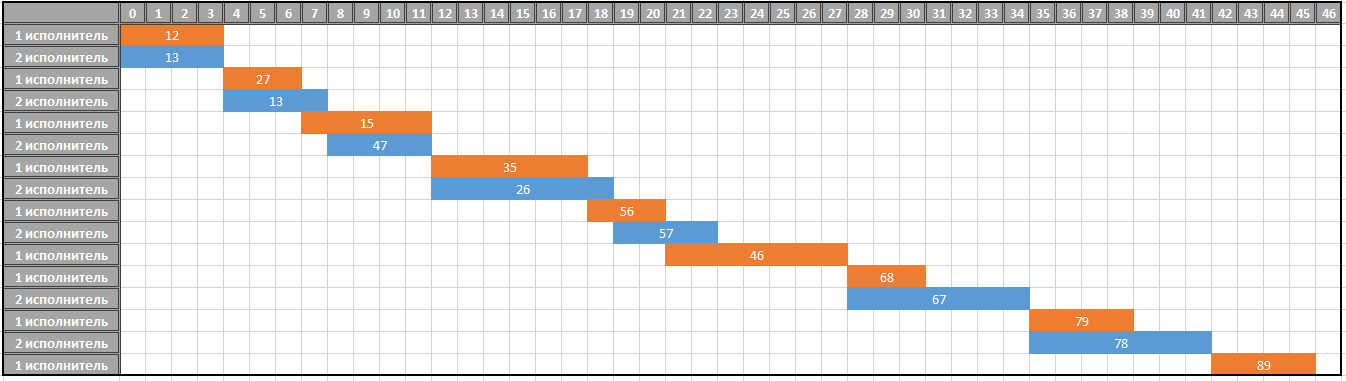 0 1 2 3 4 5 6 7 8 9 10 11 12 13 14 15 16 17 18 19 20 21 22 23 24 25 26 27 28 29 30 31 32 33 34 35 36 37 38 39 40 41 42 43 44 45 46
1 исполнитель 12
2 исполнитель 13
1 исполнитель 27
2 исполнитель 13
1 исполнитель 15
2 исполнитель 47
1 исполнитель 35
2 исполнитель 26
1 исполнитель 56
2 исполнитель 57
1 исполнитель 46
1 исполнитель 68
2 исполнитель 67
1 исполнитель 79
2 исполнитель 78
1 исполнитель 89